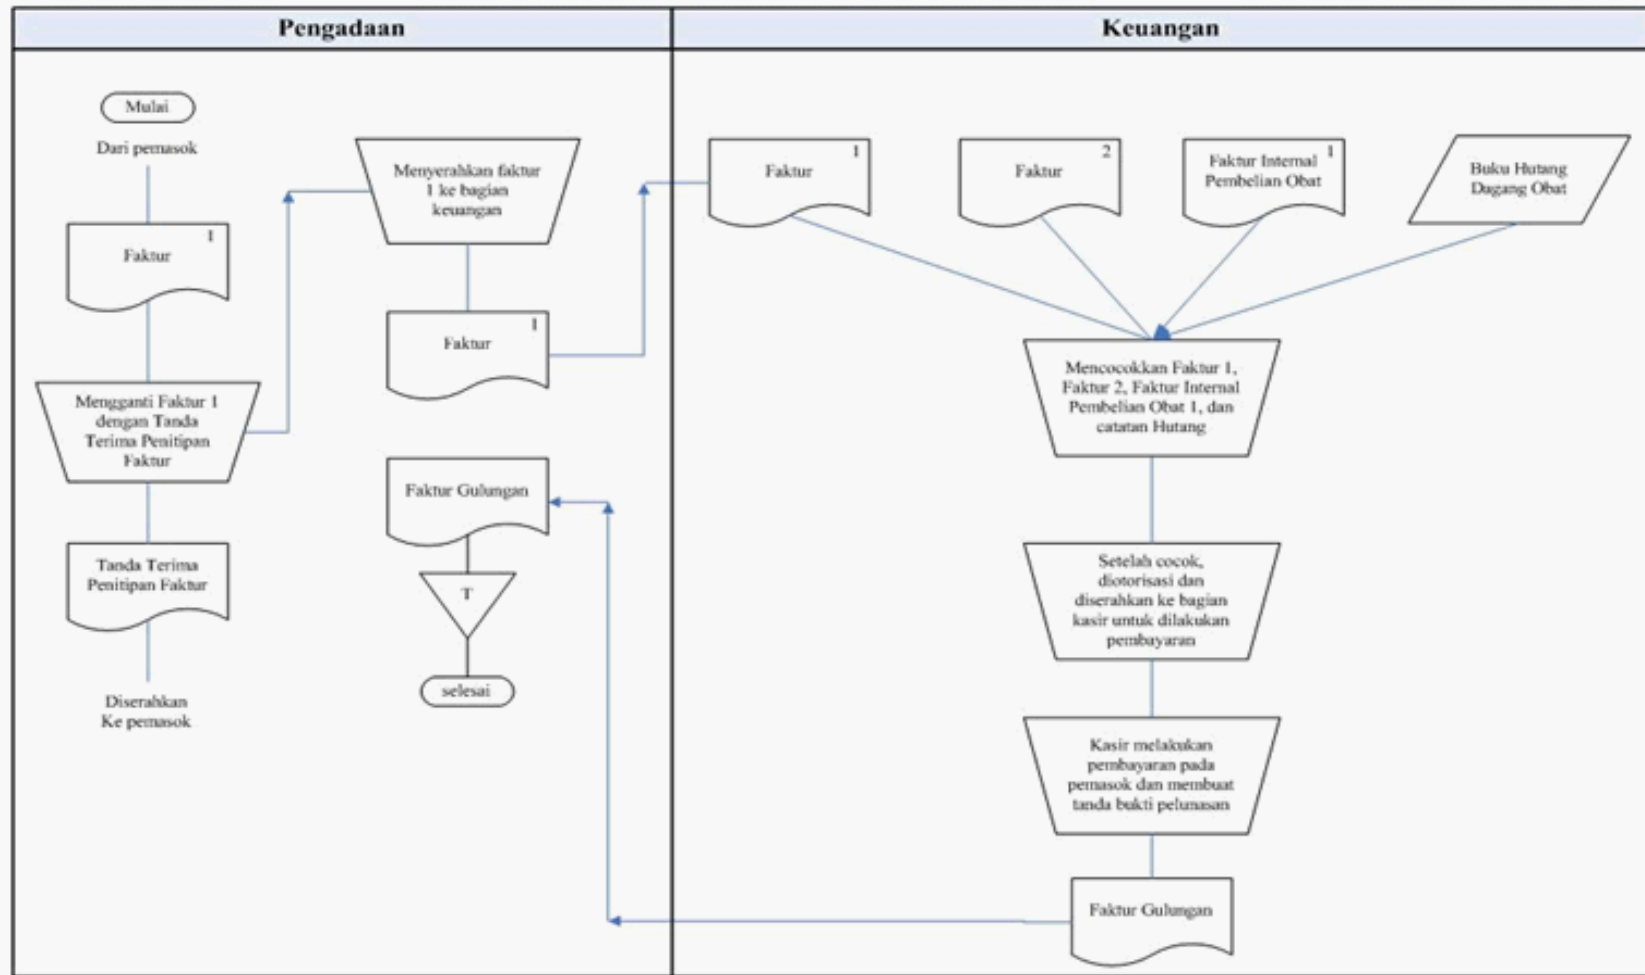 Pengadaan
Mulai
Dari pemasok
1
Faktur
Mengganti Faktur 1
dengan Tanda
Terima Penitipan
Faktur
Tanda Terima
Penitipan Faktur
Diserahkan
Ke pemasok
Menyerahkan faktur
1 ke bagian
keuangan
1
Faktur
Faktur Gulungan
T
selesai
Keuangan
1
Faktur
2
Faktur
1
Faktur Internal
Pembelian Obat
Buku Hutang
Dagang Obat
Mencocokkan Faktur 1,
Faktur 2, Faktur Internal
Pembelian Obat 1, dan
catatan Hutang
Setelah cocok,
diotorisasi dan
diserahkan ke bagian
kasir untuk dilakukan
pembayaran
Kasir melakukan
pembayaran pada
pemasok dan membuat
tanda bukti pelunasan
Faktur Gulungan